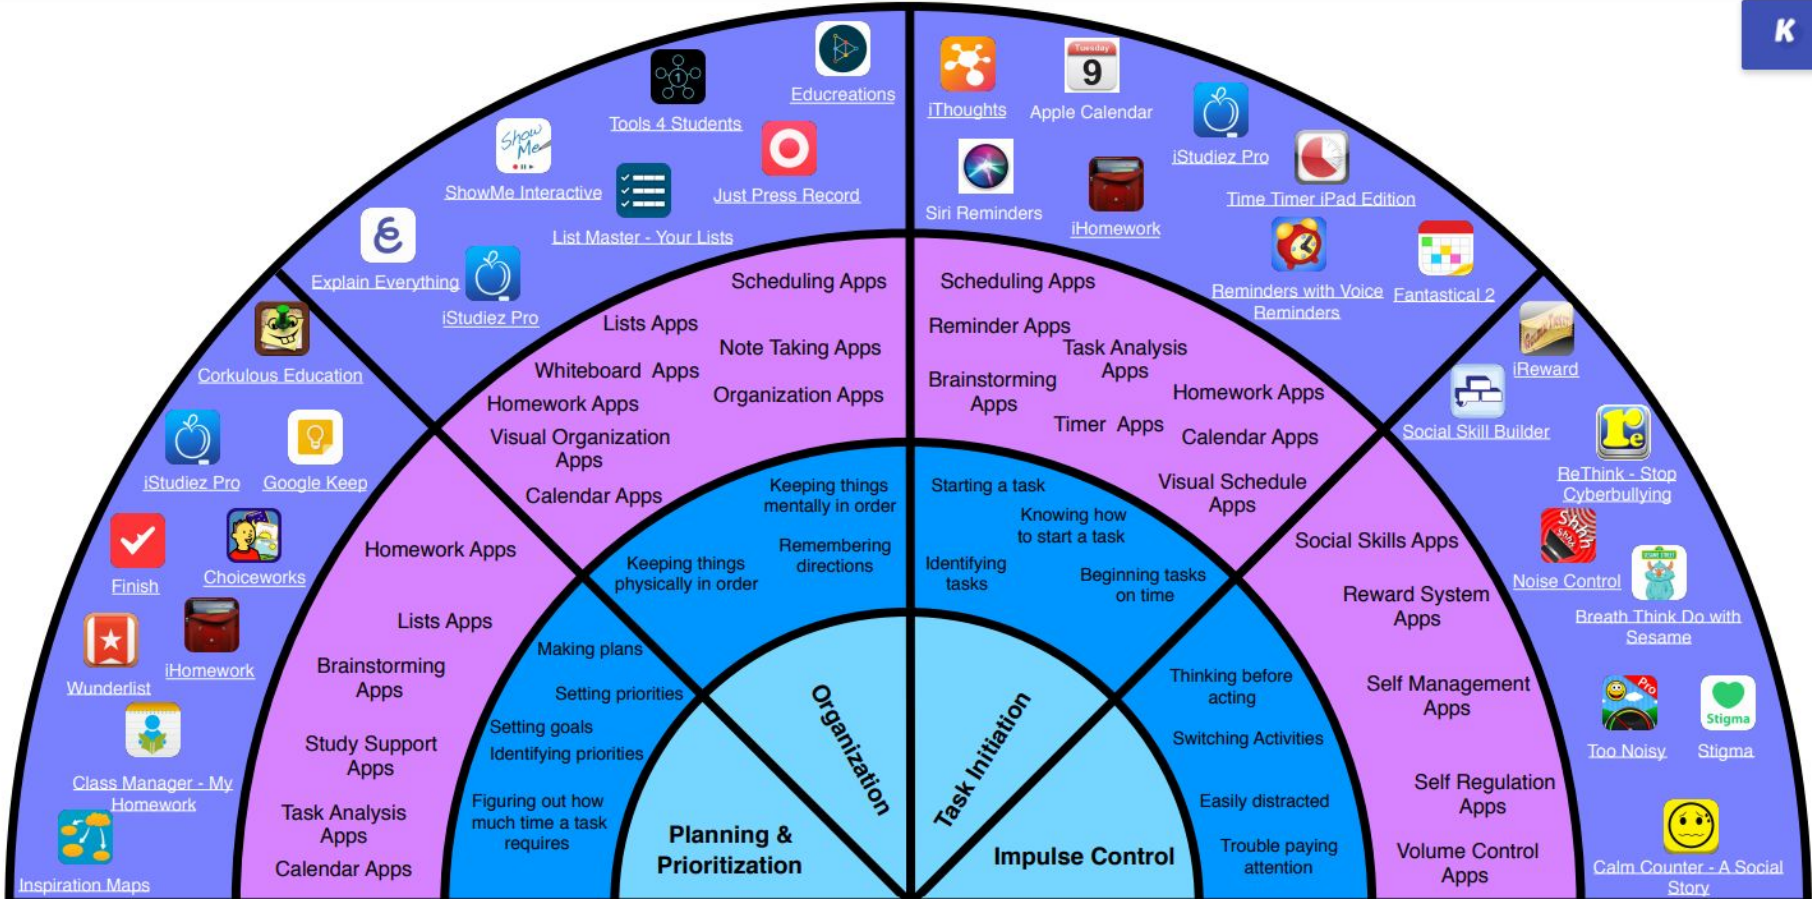 K
Educreations
Tools 4 Students
1
Show
Me
ShowMe Interactive
Just Press Record
List Master - Your Lists
Explain Everything
iStudiez Pro
iThoughts
Tuesday
9
Apple Calendar
iStudiez Pro
Siri Reminders
iHomework
Time Timer iPad Edition
Reminders with Voice
Reminders
Fantastical 2
Corkulous Education
iStudiez Pro
Google Keep
Finish
Choiceworks
Wunderlist
iHomework
Class Manager - My
Homework
Inspiration Maps
iReward
Social Skill Builder
re
ReThink - Stop
Cyberbullying
Shhh
Noise Control
SESAME STREET
Breath Think Do with
Sesame
Pro
Too Noisy
Stigma
Stigma
Calm Counter - A Social
Story
Scheduling Apps
Lists Apps
Note Taking Apps
Whiteboard Apps
Organization Apps
Homework Apps
Visual Organization
Apps
Calendar Apps
Scheduling Apps
Reminder Apps
Task Analysis
Apps
Brainstorming
Apps
Homework Apps
Timer Apps
Calendar Apps
Visual Schedule
Apps
Homework Apps
Lists Apps
Brainstorming
Apps
Study Support
Apps
Task Analysis
Apps
Calendar Apps
Social Skills Apps
Reward System
Apps
Self Management
Apps
Self Regulation
Apps
Volume Control
Apps
Keeping things
mentally in order
Keeping things
physically in order
Remembering
directions
Starting a task
Knowing how
to start a task
Identifying
tasks
Beginning tasks
on time
Making plans
Setting priorities
Setting goals
Identifying priorities
Figuring out how
much time a task
requires
Thinking before
acting
Switching Activities
Easily distracted
Trouble paying
attention
Organization
Task Initiation
Planning &
Prioritization
Impulse Control